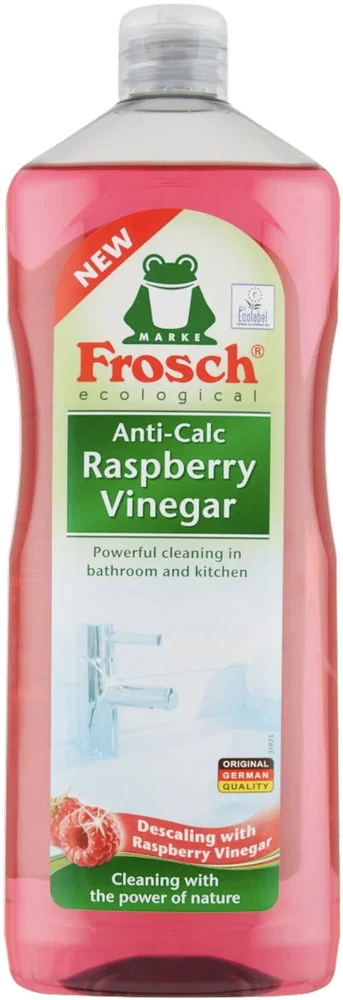 NEW
MARKE
Frosch®
ecological
Ecolabel
Anti-Calc
Raspberry
Vinegar
Powerful cleaning in
bathroom and kitchen
ORIGINAL
GERMAN
QUALITY
Descaling with
Raspberry Vinegar
Cleaning with
the power of nature